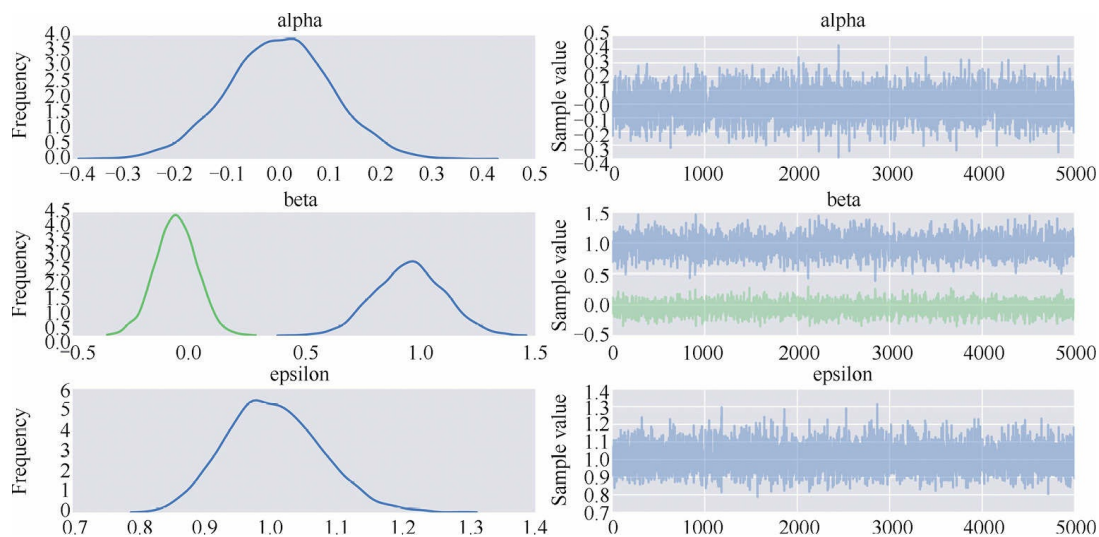 alpha
Frequency
4.0
3.5
3.0
2.5
2.0
1.5
1.0
0.5
0.0
−0.4 −0.3 −0.2 −0.1 0.0 0.1 0.2 0.3 0.4 0.5
alpha
Sample value
0.5
0.4
0.3
0.2
0.1
−0.0
−0.1
−0.2
−0.3
−0.4
0 1000 2000 3000 4000 5000
beta
Frequency
4.5
4.0
3.5
3.0
2.5
2.0
1.5
1.0
0.5
0.0
−0.5 0.0 0.5 1.0 1.5
beta
Sample value
1.5
1.0
0.5
0.0
−0.5
0 1000 2000 3000 4000 5000
epsilon
Frequency
6
5
4
3
2
1
0
0.7 0.8 0.9 1.0 1.1 1.2 1.3 1.4
epsilon
Sample value
1.4
1.3
1.2
1.1
1.0
0.9
0.8
0.7
0 1000 2000 3000 4000 5000